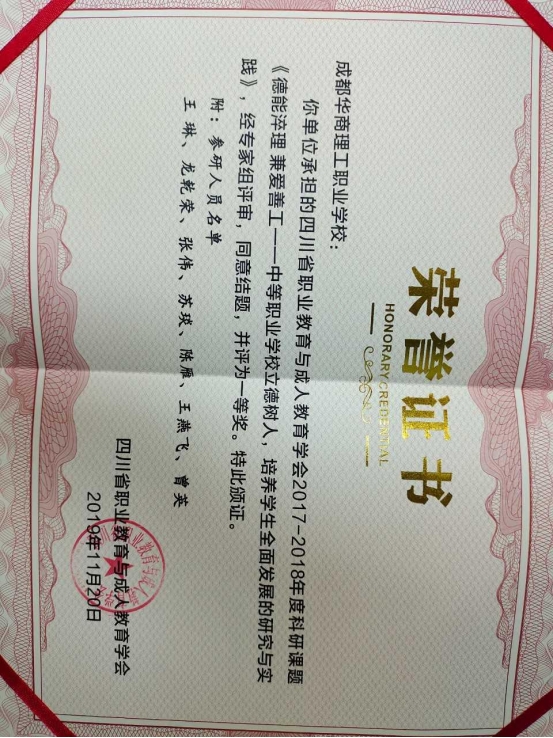 荣誉证书
HONORARY CREDENTIAL
成都华商理工职业学校：
你单位承担的四川省职业教育与成人教育学会2017-2018年度科研课题
《德能淬理 兼爱善工——中等职业学校立德树人，培养学生全面发展的研究与实
践》，经专家组评审，同意结题，并评为一等奖。特此颁证。
附：参研人员名单
王 琳、龙乾荣、张伟、苏琰、陈雁、王燕飞、曾英
四川省职业教育与成人教育学会
2019年11月20日